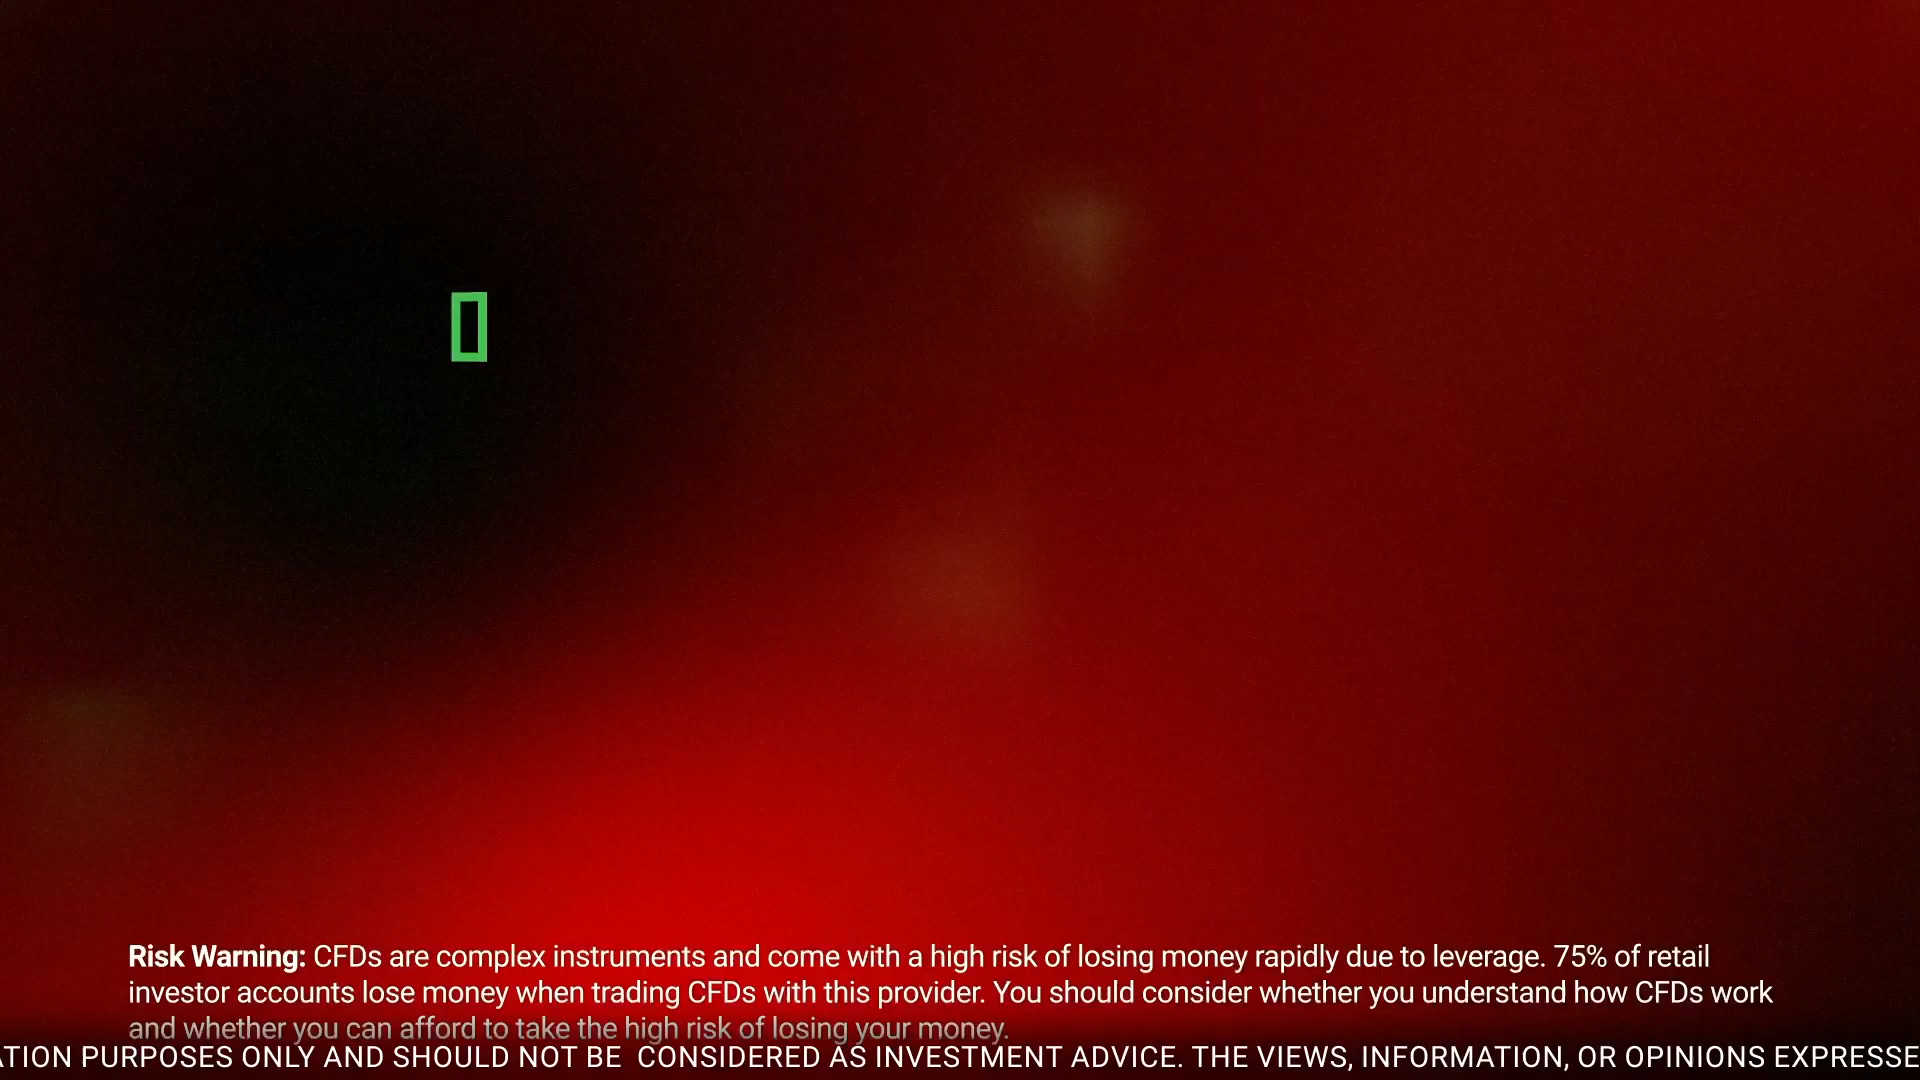 Risk Warning: CFDs are complex instruments and come with a high risk of losing money rapidly due to leverage. 75% of retail
investor accounts lose money when trading CFDs with this provider. You should consider whether you understand how CFDs work
and whether you can afford to take the high risk of losing your money.
ATION PURPOSES ONLY AND SHOULD NOT BE CONSIDERED AS INVESTMENT ADVICE. THE VIEWS, INFORMATION, OR OPINIONS EXPRESSE